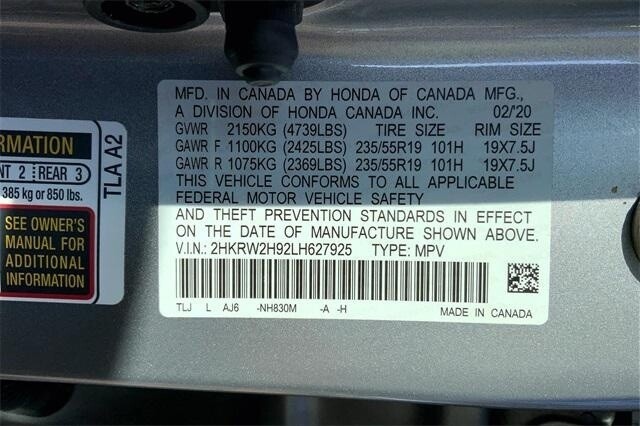 MFD. IN CANADA BY HONDA OF CANADA MFG.,
A DIVISION OF HONDA CANADA INC. 02/'20
GVWR 2150KG (4739LBS) TIRE SIZE RIM SIZE
GAWR F 1100KG (2425LBS) 235/55R19 101H 19X7.5J
GAWR R 1075KG (2369LBS) 235/55R19 101H 19X7.5J
THIS VEHICLE CONFORMS TO ALL APPLICABLE
FEDERAL MOTOR VEHICLE SAFETY
AND THEFT PREVENTION STANDARDS IN EFFECT
ON THE DATE OF MANUFACTURE SHOWN ABOVE.
V.I.N.: 2HKRW2H92LH627925 TYPE: MPV
TLJ L AJ6 -NH830M -A -H MADE IN CANADA
RMATION
NT 2 REAR 3
385 kg or 850 lbs.
SEE OWNER'S
MANUAL FOR
ADDITIONAL
INFORMATION
TLA A2